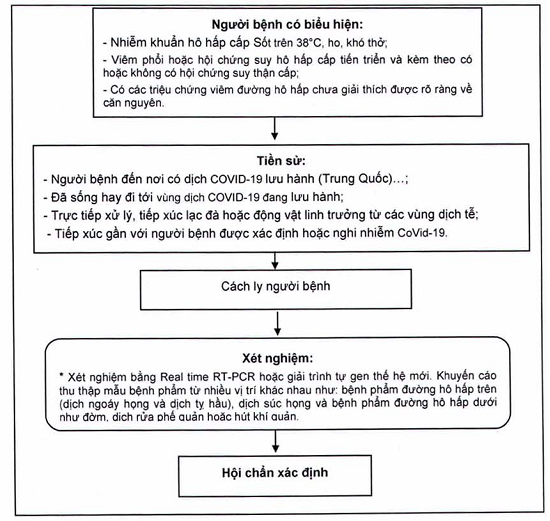 Người bệnh có biểu hiện:
- Nhiễm khuẩn hô hấp cấp Sốt trên 38°C, ho, khó thở;
- Viêm phổi hoặc hội chứng suy hô hấp cấp tiến triển và kèm theo có
hoặc không có hội chứng suy thận cấp;
- Có các triệu chứng viêm đường hô hấp chưa giải thích được rõ ràng về
căn nguyên.
Tiền sử:
- Người bệnh đến nơi có dịch COVID-19 lưu hành (Trung Quốc)…;
- Đã sống hay đi tới vùng dịch COVID-19 đang lưu hành;
- Trực tiếp xử lý, tiếp xúc lạc đà hoặc động vật linh trưởng từ các vùng dịch tễ;
- Tiếp xúc gần với người bệnh được xác định hoặc nghi nhiễm CoVid-19.
Cách ly người bệnh
Xét nghiệm:
* Xét nghiệm bằng Real time RT-PCR hoặc giải trình tự gen thế hệ mới. Khuyến cáo
thu thập mẫu bệnh phẩm từ nhiều vị trí khác nhau như: bệnh phẩm đường hô hấp trên
(dịch ngoáy họng và dịch tỵ hầu), dịch súc họng và bệnh phẩm đường hô hấp dưới
như đờm, dịch rửa phế quản hoặc hút khí quản.
Hội chẩn xác định